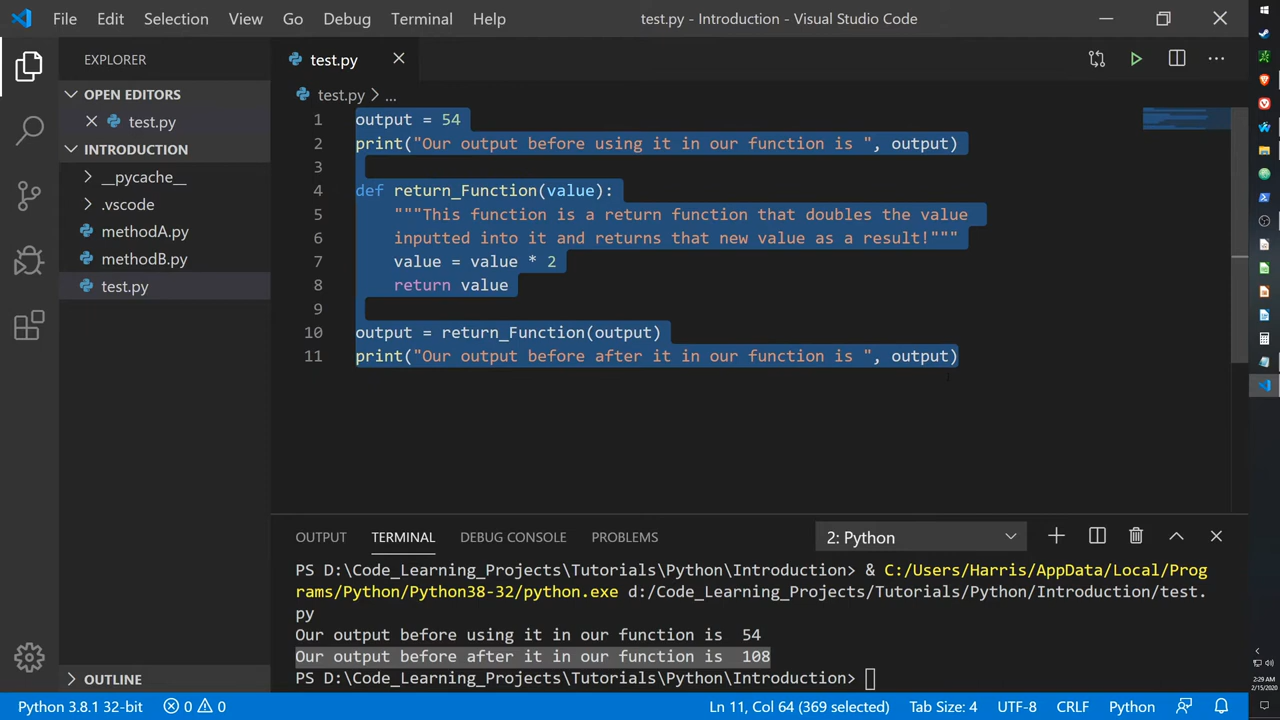 File Edit Selection View Go Debug Terminal Help test.py - Introduction - Visual Studio Code
EXPLORER
OPEN EDITORS
test.py
INTRODUCTION
__pycache__
.vscode
methodA.py
methodB.py
test.py
OUTLINE
test.py
test.py > ...
1 output = 54
2 print("Our output before using it in our function is ", output)
3
4 def return_Function(value):
5 """This function is a return function that doubles the value
6 inputted into it and returns that new value as a result!"""
7 value = value * 2
8 return value
9
10 output = return_Function(output)
11 print("Our output before after it in our function is ", output)
OUTPUT TERMINAL DEBUG CONSOLE PROBLEMS 2: Python
PS D:\Code_Learning_Projects\Tutorials\Python\Introduction> & C:/Users/Harris/AppData/Local/Prog
rams/Python/Python38-32/python.exe d:/Code_Learning_Projects/Tutorials/Python/Introduction/test.
py
Our output before using it in our function is  54
Our output before after it in our function is  108
PS D:\Code_Learning_Projects\Tutorials\Python\Introduction>
Python 3.8.1 32-bit 0 0 Ln 11, Col 64 (369 selected) Tab Size: 4 UTF-8 CRLF Python
2:29 AM
2/15/2020